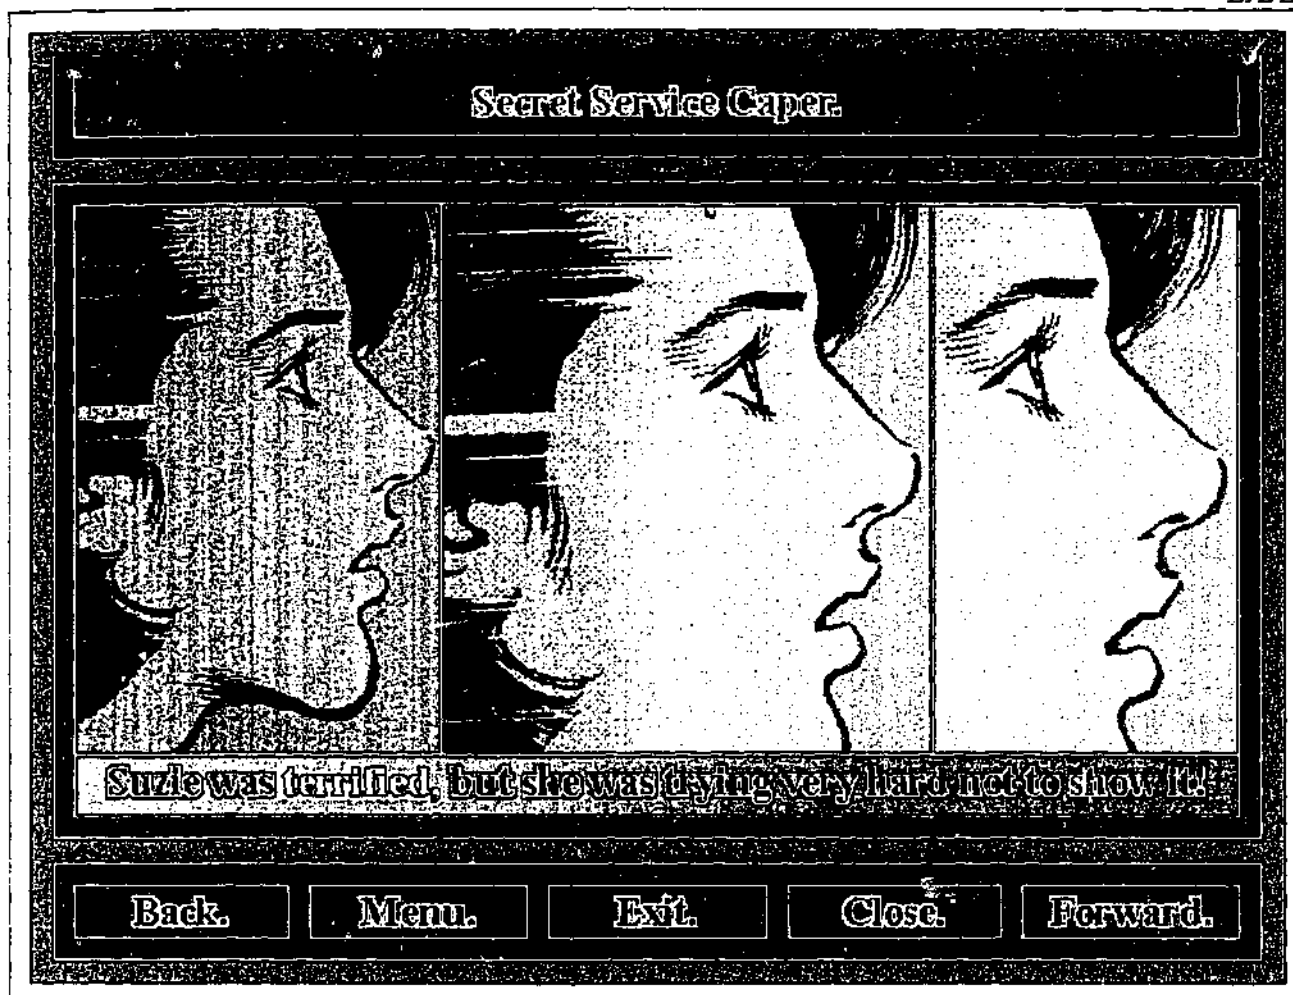 Secret Service Caper.
Suzie was terrified, but she was trying very hard not to show it!
Back.
Menu.
Exit.
Close.
Forward.